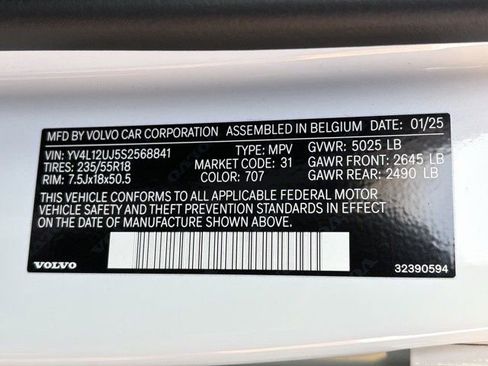 MFD BY VOLVO CAR CORPORATION ASSEMBLED IN BELGIUM DATE: 01/25
VIN: YV4L12UJ5S2568841 TYPE: MPV GVWR: 5025 LB
TIRES: 235/55R18 MARKET CODE: 31 GAWR FRONT: 2645 LB
RIM: 7.5Jx18x50.5 COLOR: 707 GAWR REAR: 2490 LB
THIS VEHICLE CONFORMS TO ALL APPLICABLE FEDERAL MOTOR
VEHICLE SAFETY AND THEFT PREVENTION STANDARDS IN EFFECT
ON THE DATE OF MANUFACTURE SHOWN ABOVE.
VOLVO 32390594